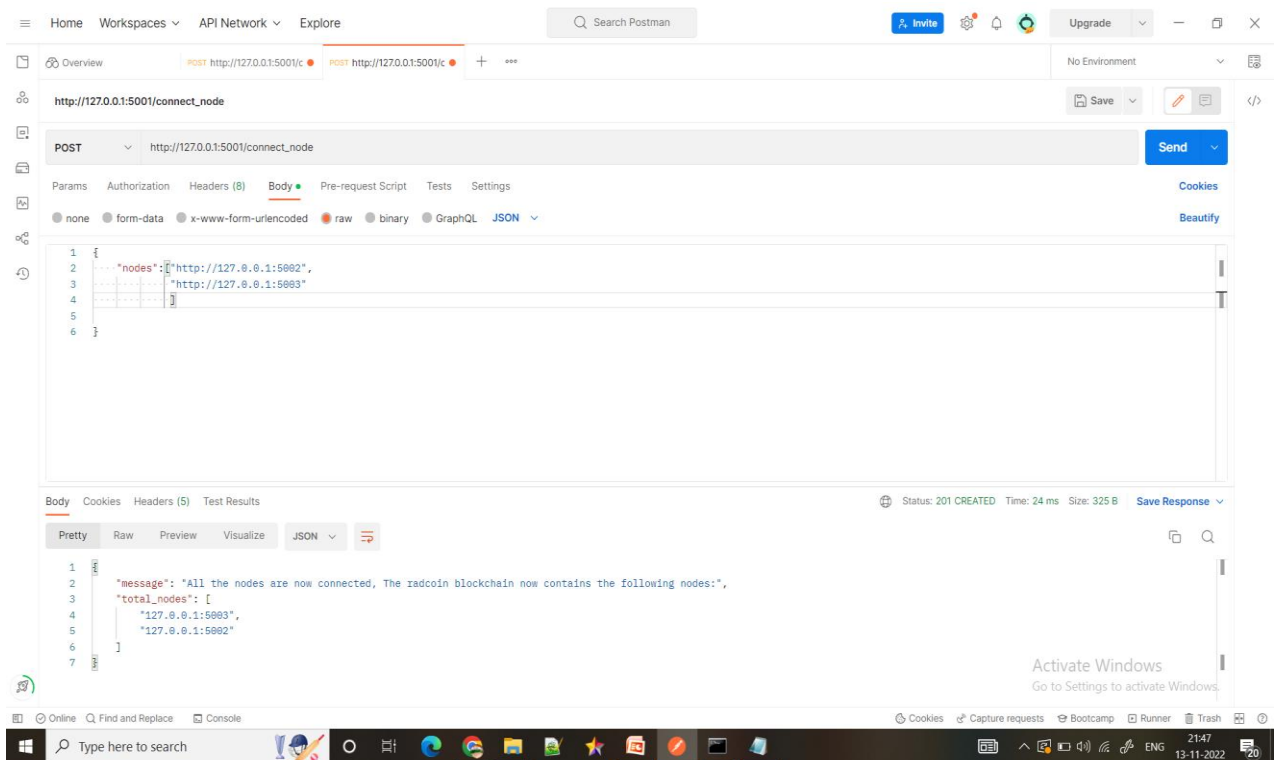 Home Workspaces API Network Explore Search Postman Invite Upgrade
Overview POST http://127.0.0.1:5001/c POST http://127.0.0.1:5001/c + ooo No Environment
http://127.0.0.1:5001/connect_node Save </>
POST http://127.0.0.1:5001/connect_node Send
Params Authorization Headers (8) Body Pre-request Script Tests Settings Cookies
none form-data x-www-form-urlencoded raw binary GraphQL JSON Beautify
1 {
2 "nodes":["http://127.0.0.1:5002",
3 "http://127.0.0.1:5003"
4 ]
5
6 }
Body Cookies Headers (5) Test Results Status: 201 CREATED Time: 24 ms Size: 325 B Save Response
Pretty Raw Preview Visualize JSON
1 {
2 "message": "All the nodes are now connected, The radcoin blockchain now contains the following nodes:",
3 "total_nodes": [
4 "127.0.0.1:5003",
5 "127.0.0.1:5002"
6 ]
7 }
Activate Windows
Go to Settings to activate Windows.
Online Find and Replace Console Cookies Capture requests Bootcamp Runner Trash
Type here to search ENG 21:47
13-11-2022 20